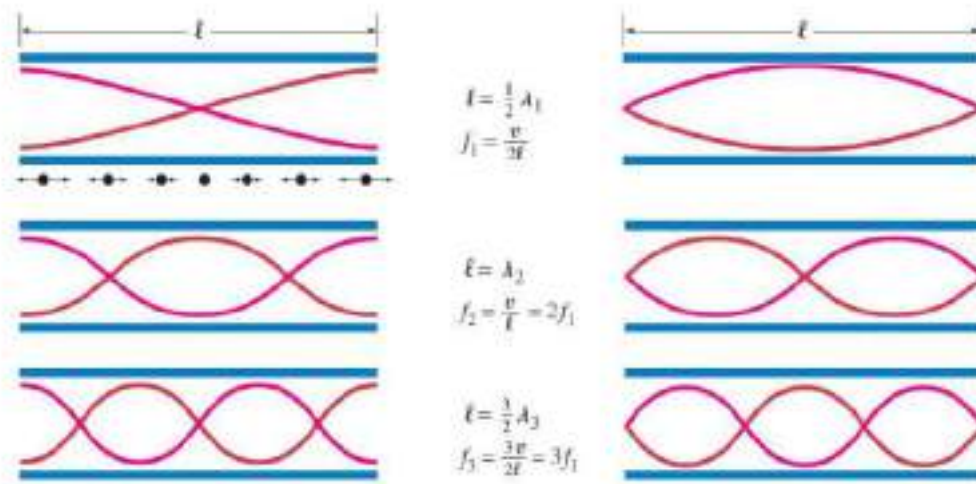 ℓ
ℓ
ℓ = 1/2 λ₁
f₁ = v/2ℓ
ℓ = λ₂
f₂ = v/ℓ = 2f₁
ℓ = 3/2 λ₃
f₃ = 3v/2ℓ = 3f₁